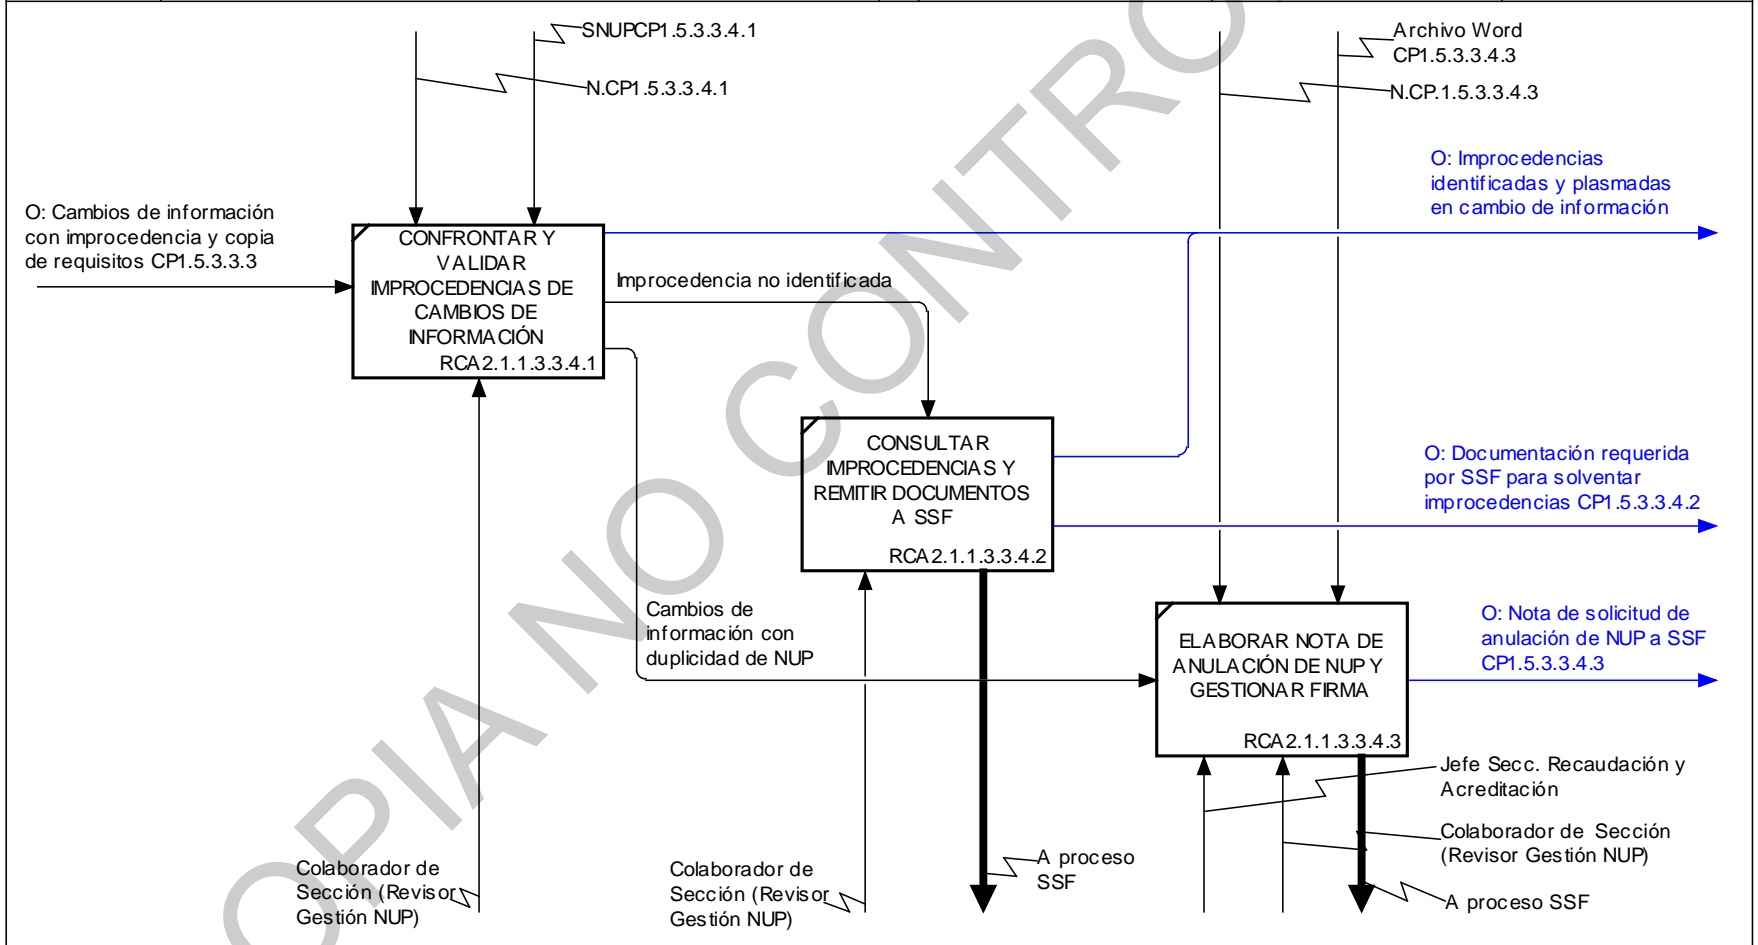 SNUPCP1.5.3.3.4.1
N.CP1.5.3.3.4.1
Archivo Word
CP1.5.3.3.4.3
N.CP.1.5.3.3.4.3
O: Improcedencias
identificadas y plasmadas
en cambio de información
O: Cambios de información
con improcedencia y copia
de requisitos CP1.5.3.3.3
CONFRONTAR Y
VALIDAR
IMPROCEDENCIAS DE
CAMBIOS DE
INFORMACIÓN
RCA2.1.1.3.3.4.1
Improcedencia no identificada
CONSULTAR
IMPROCEDENCIAS Y
REMITIR DOCUMENTOS
A SSF
RCA2.1.1.3.3.4.2
O: Documentación requerida
por SSF para solventar
improcedencias CP1.5.3.3.4.2
Cambios de
información con
duplicidad de NUP
ELABORAR NOTA DE
ANULACIÓN DE NUP Y
GESTIONAR FIRMA
RCA2.1.1.3.3.4.3
O: Nota de solicitud de
anulación de NUP a SSF
CP1.5.3.3.4.3
Jefe Secc. Recaudación y
Acreditación
Colaborador de Sección
(Revisor Gestión NUP)
A proceso SSF
Colaborador de
Sección (Revisor
Gestión NUP)
Colaborador de
Sección (Revisor
Gestión NUP)
A proceso
SSF
OPIA NO CONTRO